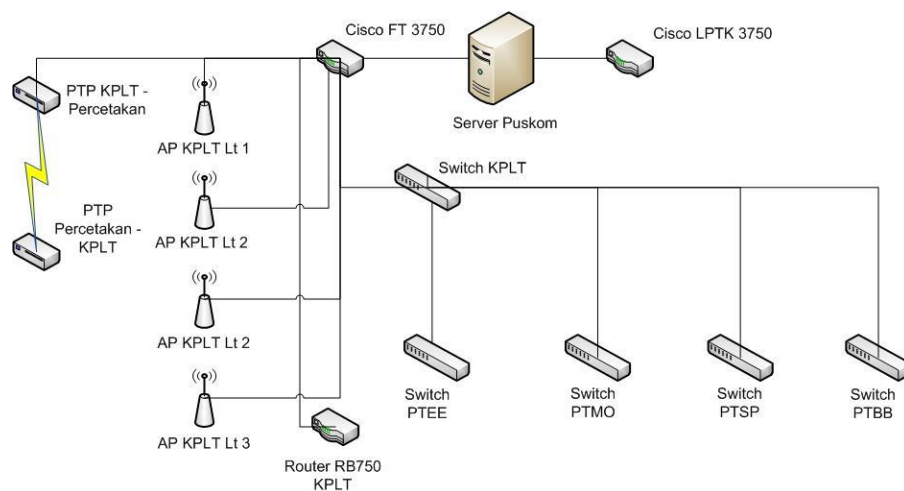 Cisco FT 3750
Cisco LPTK 3750
PTP KPLT -
Percetakan
Server Puskom
AP KPLT Lt 1
Switch KPLT
PTP
Percetakan -
KPLT
AP KPLT Lt 2
AP KPLT Lt 2
Switch
PTEE
Switch
PTMO
Switch
PTSP
Switch
PTBB
AP KPLT Lt 3
Router RB750
KPLT